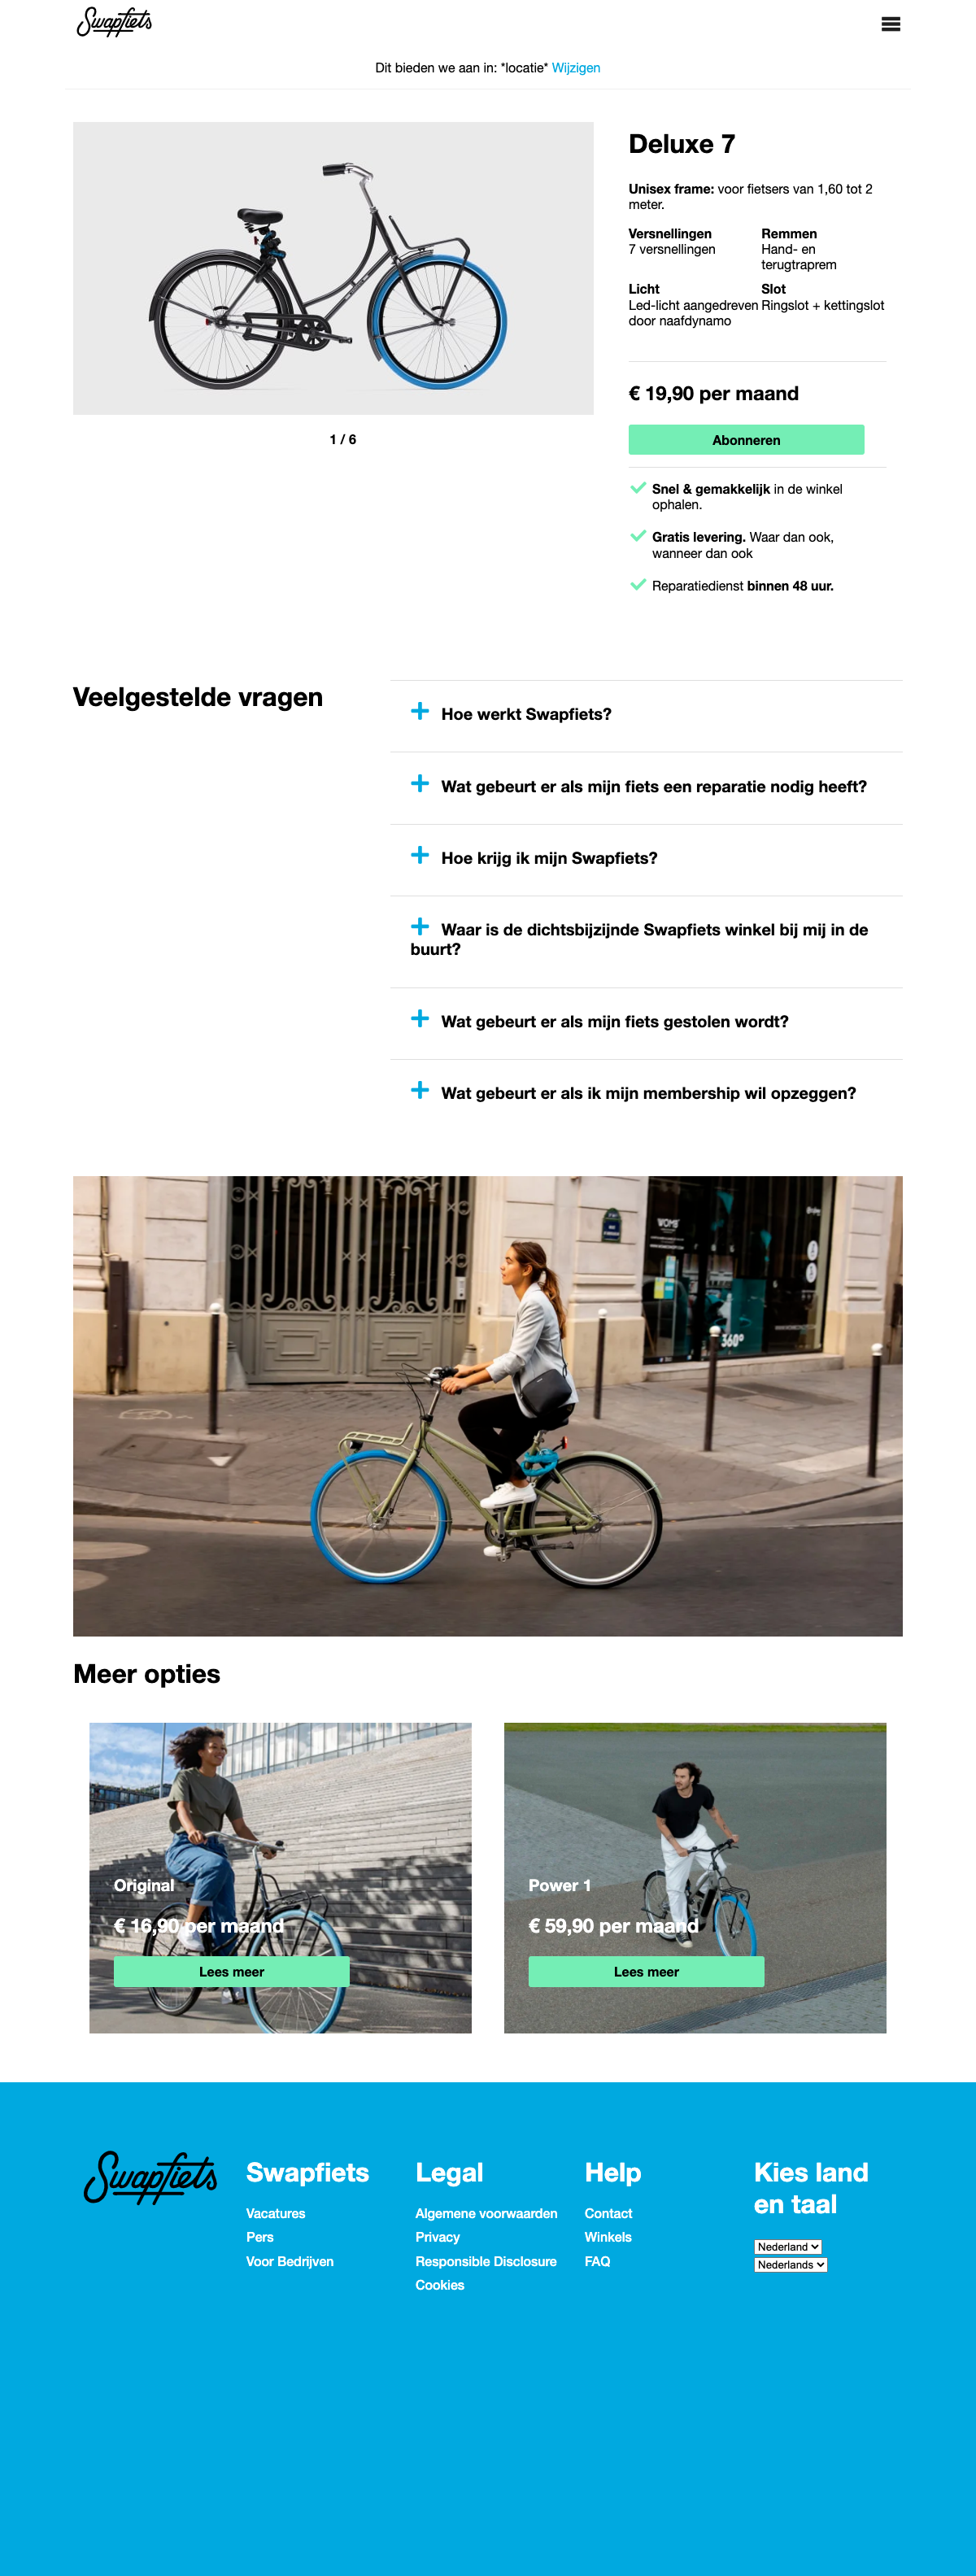 Swapfiets
Dit bieden we aan in: *locatie* Wijzigen
Deluxe 7
Unisex frame: voor fietsers van 1,60 tot 2
meter.
Versnellingen
7 versnellingen
Remmen
Hand- en
terugtraprem
Licht
Led-licht aangedreven
door naafdynamo
Slot
Ringslot + kettingslot
€ 19,90 per maand
Abonneren
1 / 6
Snel & gemakkelijk in de winkel
ophalen.
Gratis levering. Waar dan ook,
wanneer dan ook
Reparatiedienst binnen 48 uur.
Veelgestelde vragen
Hoe werkt Swapfiets?
Wat gebeurt er als mijn fiets een reparatie nodig heeft?
Hoe krijg ik mijn Swapfiets?
Waar is de dichtsbijzijnde Swapfiets winkel bij mij in de
buurt?
Wat gebeurt er als mijn fiets gestolen wordt?
Wat gebeurt er als ik mijn membership wil opzeggen?
WOMB
360°
Meer opties
Original
€ 16,90 per maand
Lees meer
Power 1
€ 59,90 per maand
Lees meer
Swapfiets
Swapfiets
Vacatures
Pers
Voor Bedrijven
Legal
Algemene voorwaarden
Privacy
Responsible Disclosure
Cookies
Help
Contact
Winkels
FAQ
Kies land
en taal
Nederland
Nederlands